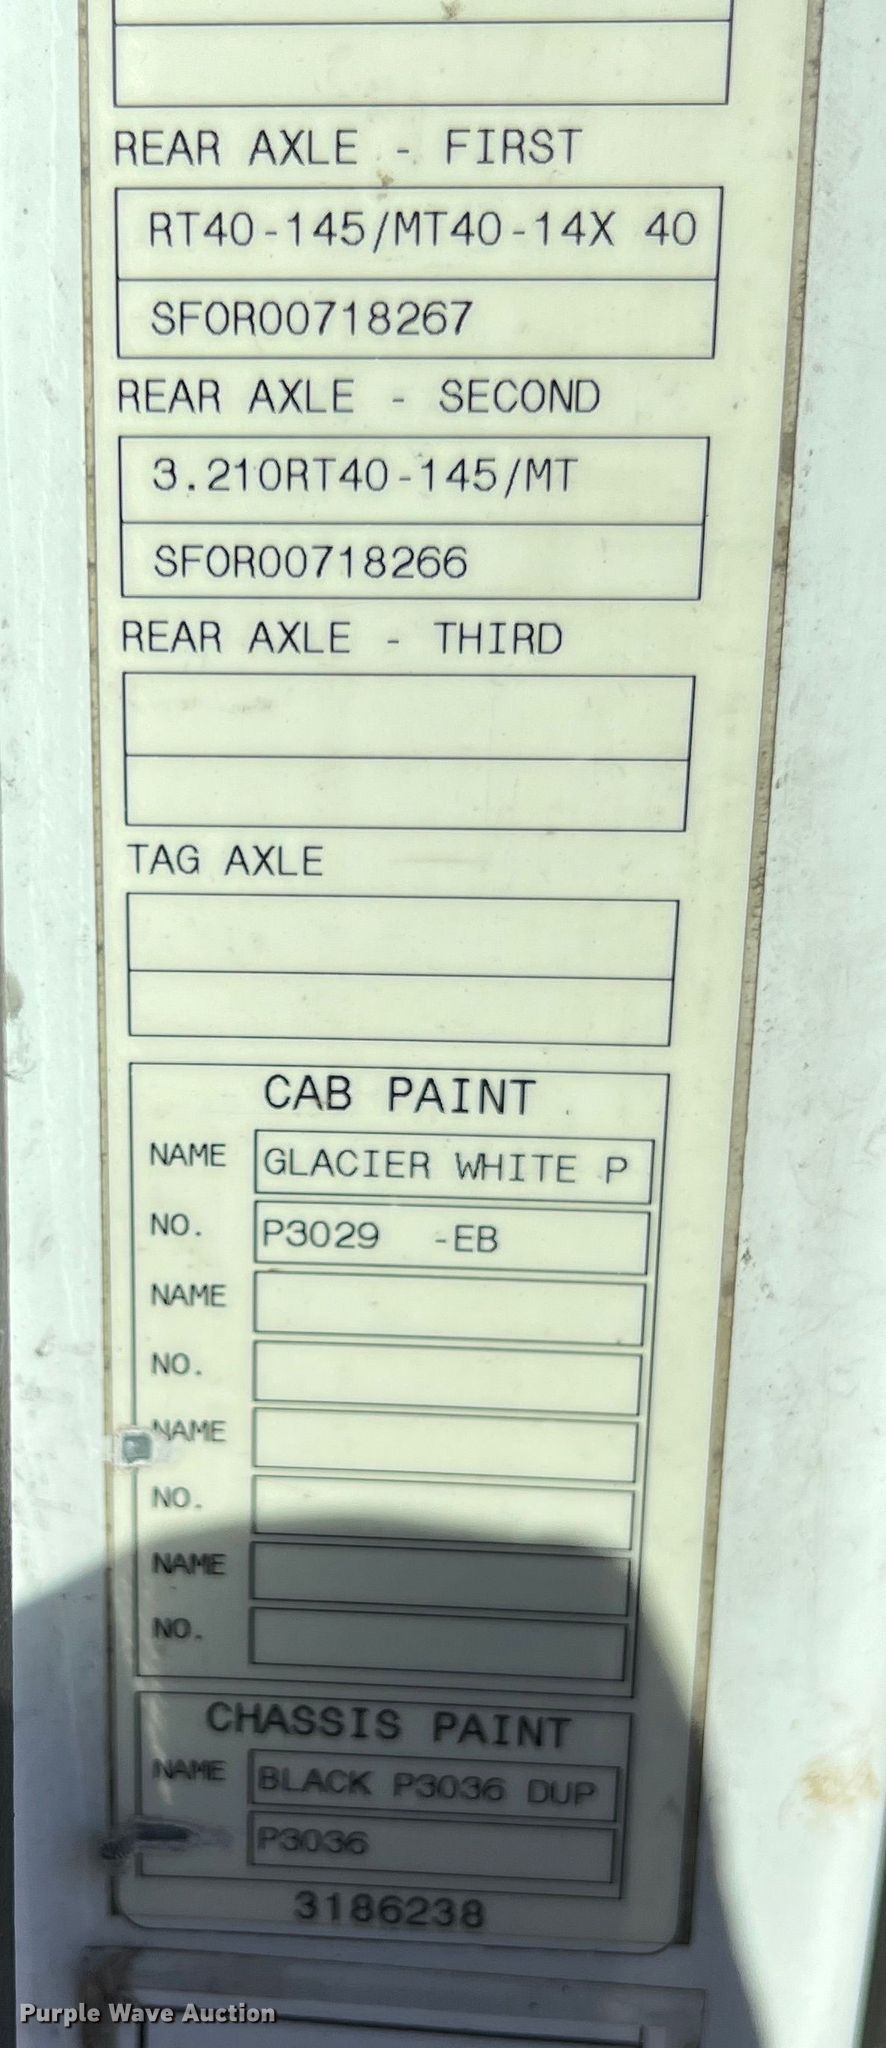 REAR AXLE - FIRST
RT40-145/MT40-14X 40
SFOR00718267
REAR AXLE - SECOND
3.210RT40-145/MT
SFOR00718266
REAR AXLE - THIRD
TAG AXLE
CAB PAINT
NAME GLACIER WHITE P
NO. P3029 -EB
NAME
NO.
NAME
NO.
NAME
NO.
CHASSIS PAINT
NAME BLACK P3036 DUP
P3036
3186238
Purple Wave Auction